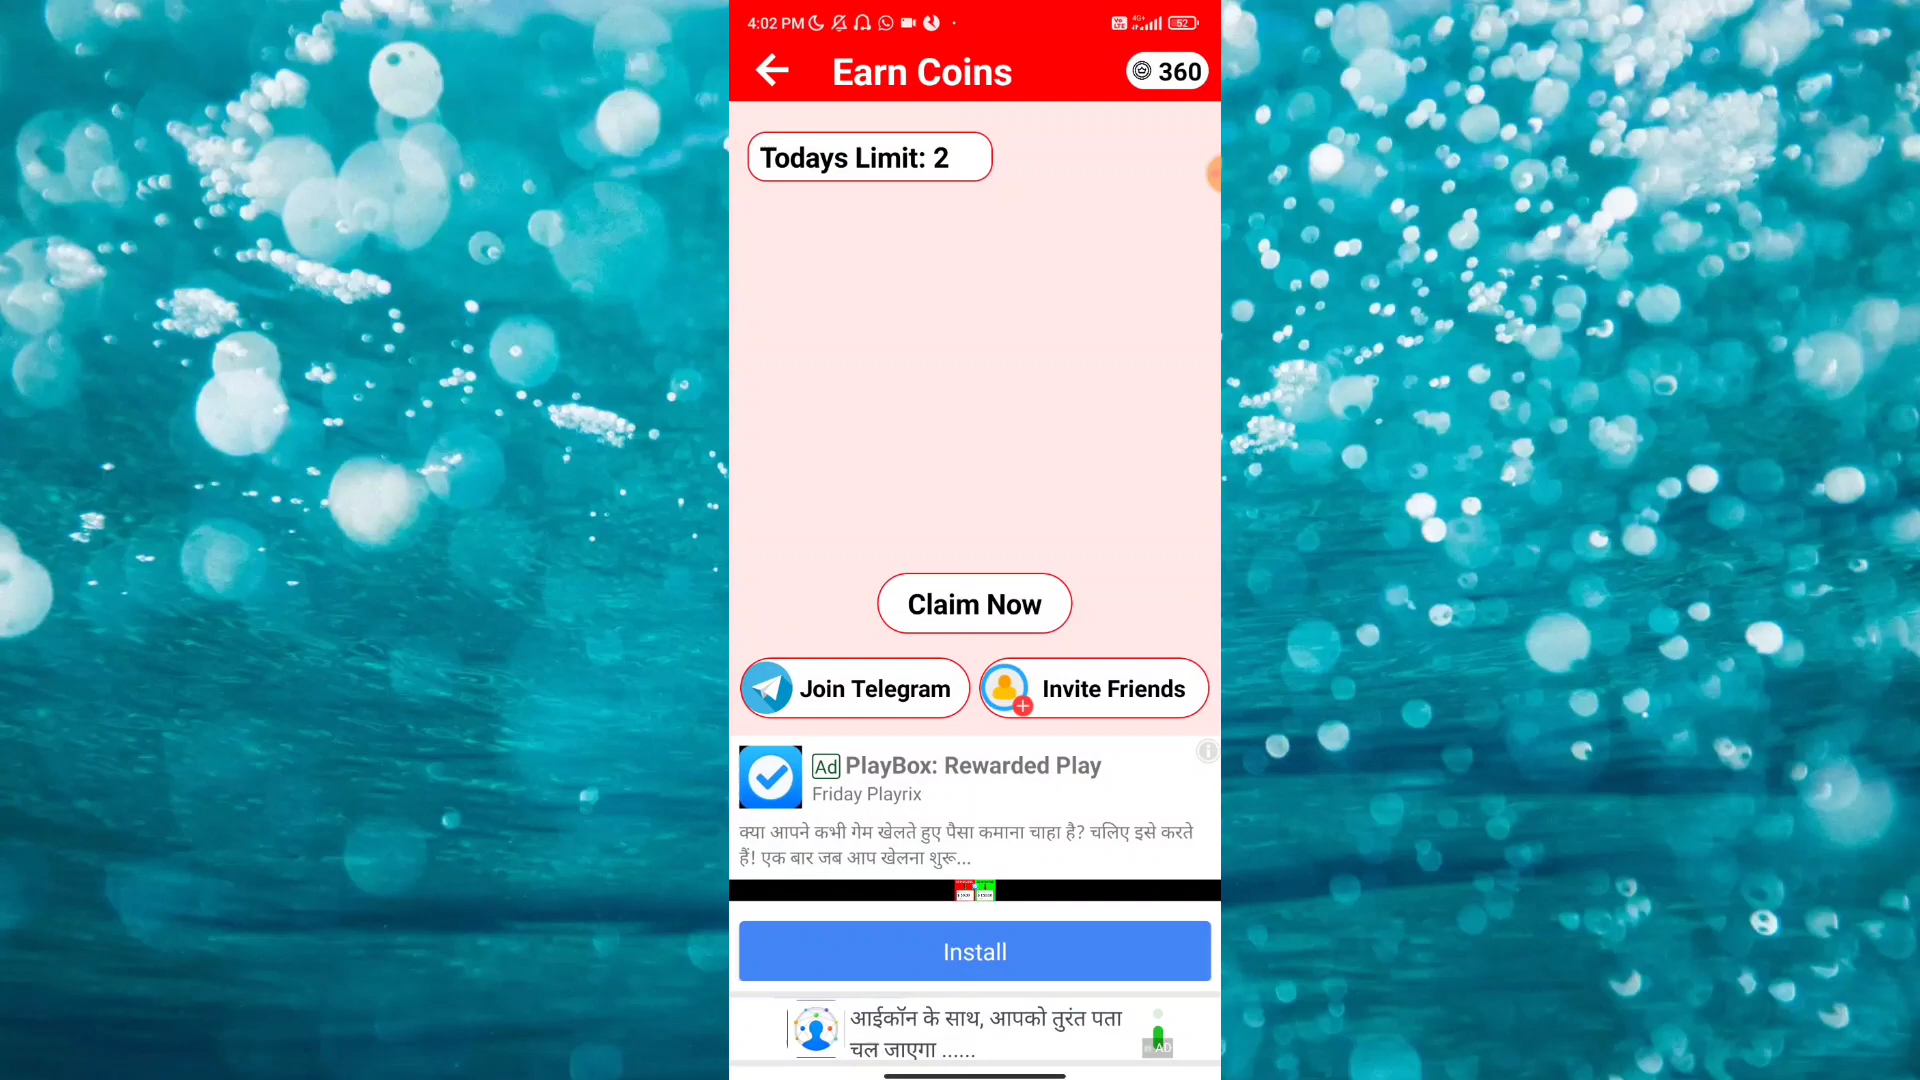 4:02 PM
4G+
52
Earn Coins
360
Todays Limit: 2
Claim Now
Join Telegram
Invite Friends
Ad PlayBox: Rewarded Play
Friday Playrix
क्या आपने कभी गेम खेलते हुए पैसा कमाना चाहा है? चलिए इसे करते
हैं! एक बार जब आप खेलना शुरू...
Install
आईकॉन के साथ, आपको तुरंत पता
चल जाएगा ......
AD